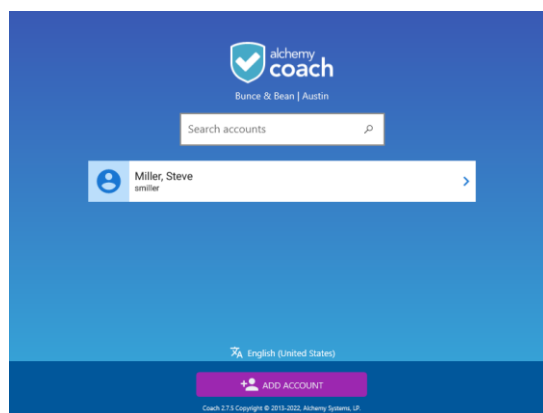 alchemy
coach
Bunce & Bean | Austin
Search accounts
Miller, Steve
smiller
English (United States)
ADD ACCOUNT
Coach 2.7.5 Copyright © 2013-2022, Alchemy Systems, LP.